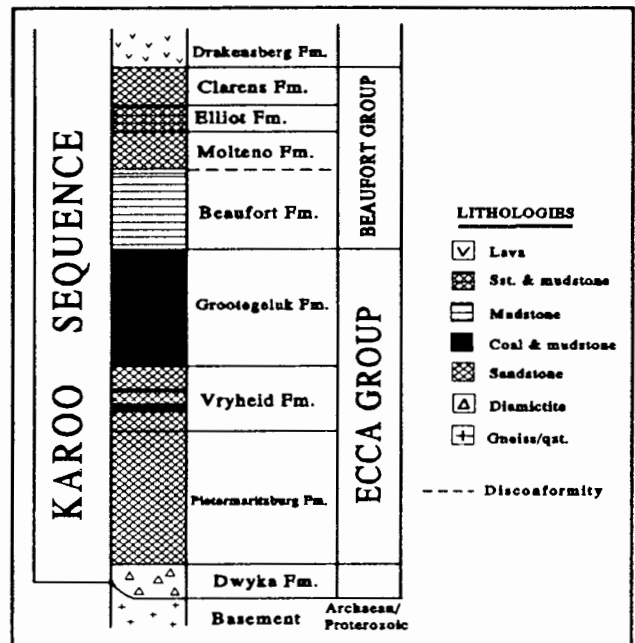 KAROO SEQUENCE
Drakensberg Fm.
Clarens Fm.
Elliot Fm.
Molteno Fm.
Beaufort Fm.
Grootegeluk Fm.
Vryheid Fm.
Pietermaritzburg Fm.
Dwyka Fm.
Basement
BEAUFORT GROUP
ECCA GROUP
Archaean/
Proterozoic
LITHOLOGIES
Lava
Sst. & mudstone
Mudstone
Coal & mudstone
Sandstone
Diamictite
Gneiss/qzt.
Disconformity